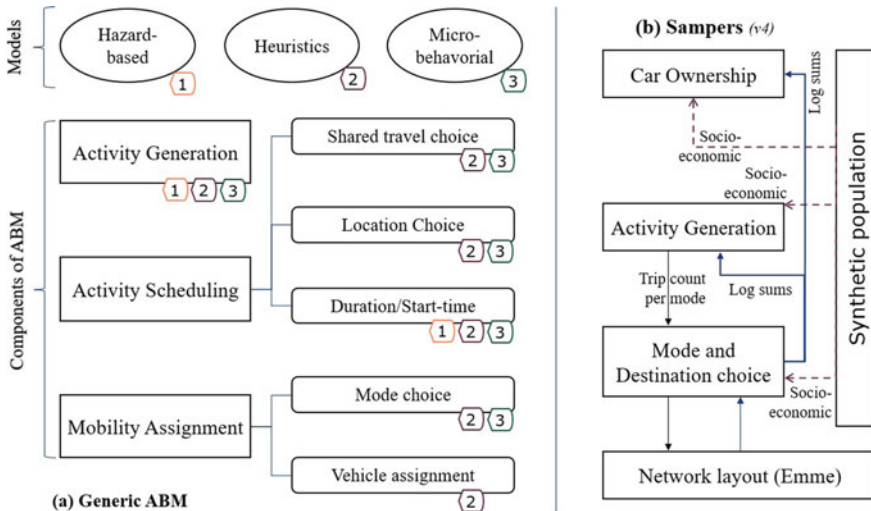 Models
Hazard-
based
1
Heuristics
2
Micro-
behavorial
3
Components of ABM
Activity Generation
1 2 3
Activity Scheduling
Mobility Assignment
Shared travel choice
2 3
Location Choice
2 3
Duration/Start-time
1 2 3
Mode choice
2 3
Vehicle assignment
2
(a) Generic ABM
(b) Sampers (v4)
Car Ownership
Log sums
Socio-
economic
Socio-
economic
Activity Generation
Trip count
per mode
Log sums
Mode and
Destination choice
Socio-
economic
Network layout (Emme)
Synthetic population